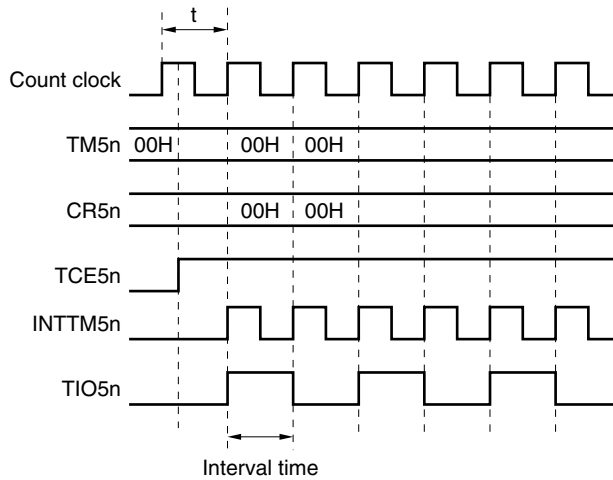 t
Count clock
TM5n 00H 00H 00H
CR5n 00H 00H
TCE5n
INTTM5n
TIO5n
Interval time